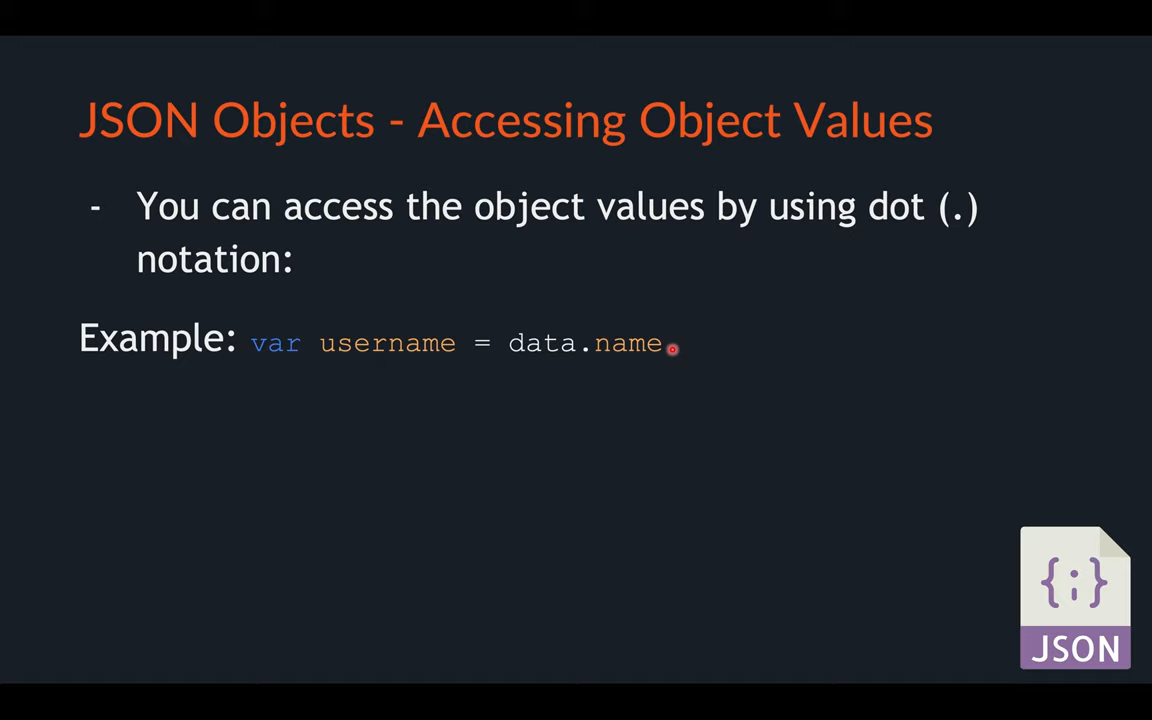 JSON Objects - Accessing Object Values
- You can access the object values by using dot (.)
notation:
Example: var username = data.name
{;}
JSON